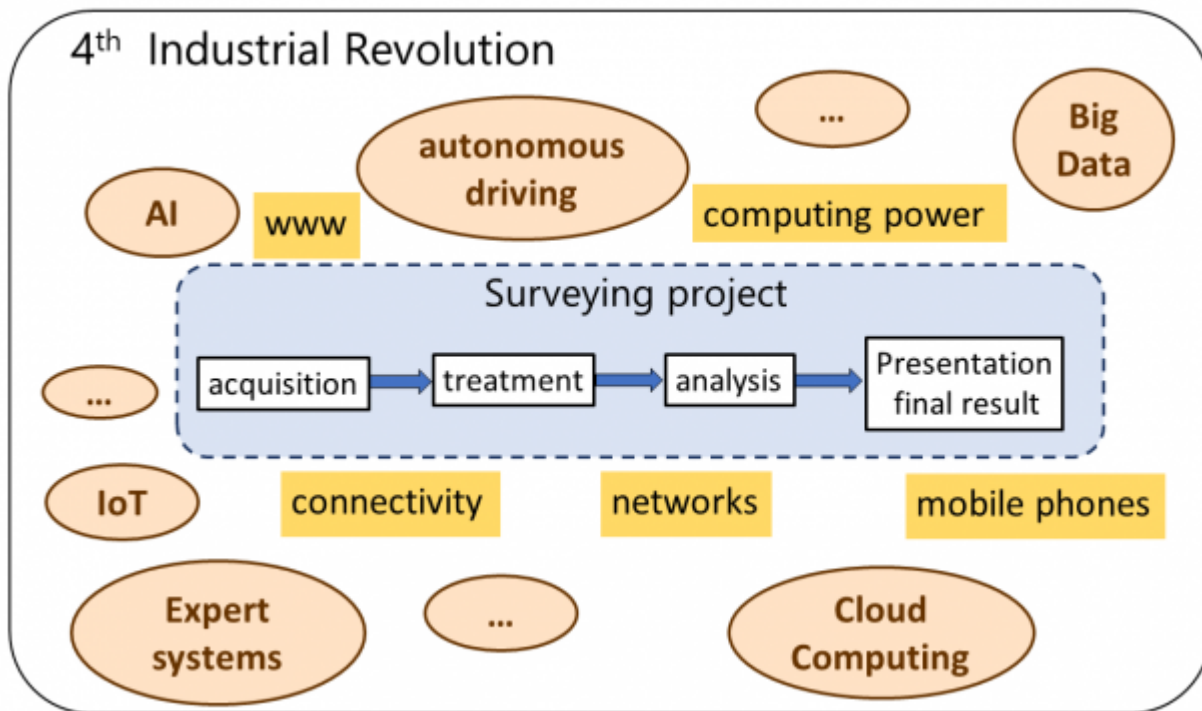 4th Industrial Revolution
...
Big
Data
autonomous
driving
AI
www
computing power
Surveying project
acquisition
treatment
analysis
Presentation
final result
...
IoT
connectivity
networks
mobile phones
Expert
systems
...
Cloud
Computing